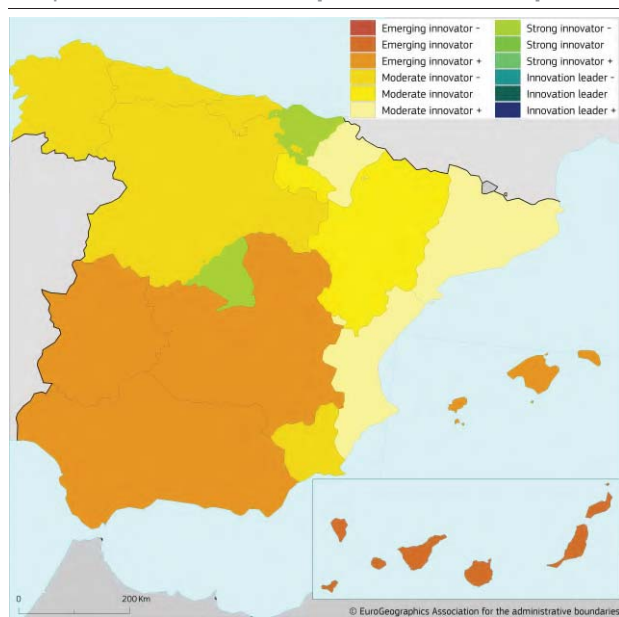 Emerging innovator -
Emerging innovator
Emerging innovator +
Moderate innovator -
Moderate innovator
Moderate innovator +
Strong innovator -
Strong innovator
Strong innovator +
Innovation leader -
Innovation leader
Innovation leader +
0 200 Km
© EuroGeographics Association for the administrative boundaries